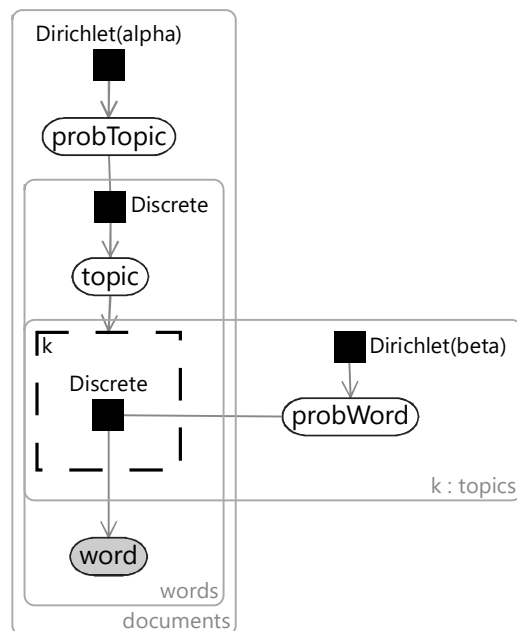 Dirichlet(alpha)
probTopic
Discrete
topic
k
Dirichlet(beta)
Discrete
probWord
k : topics
word
words
documents